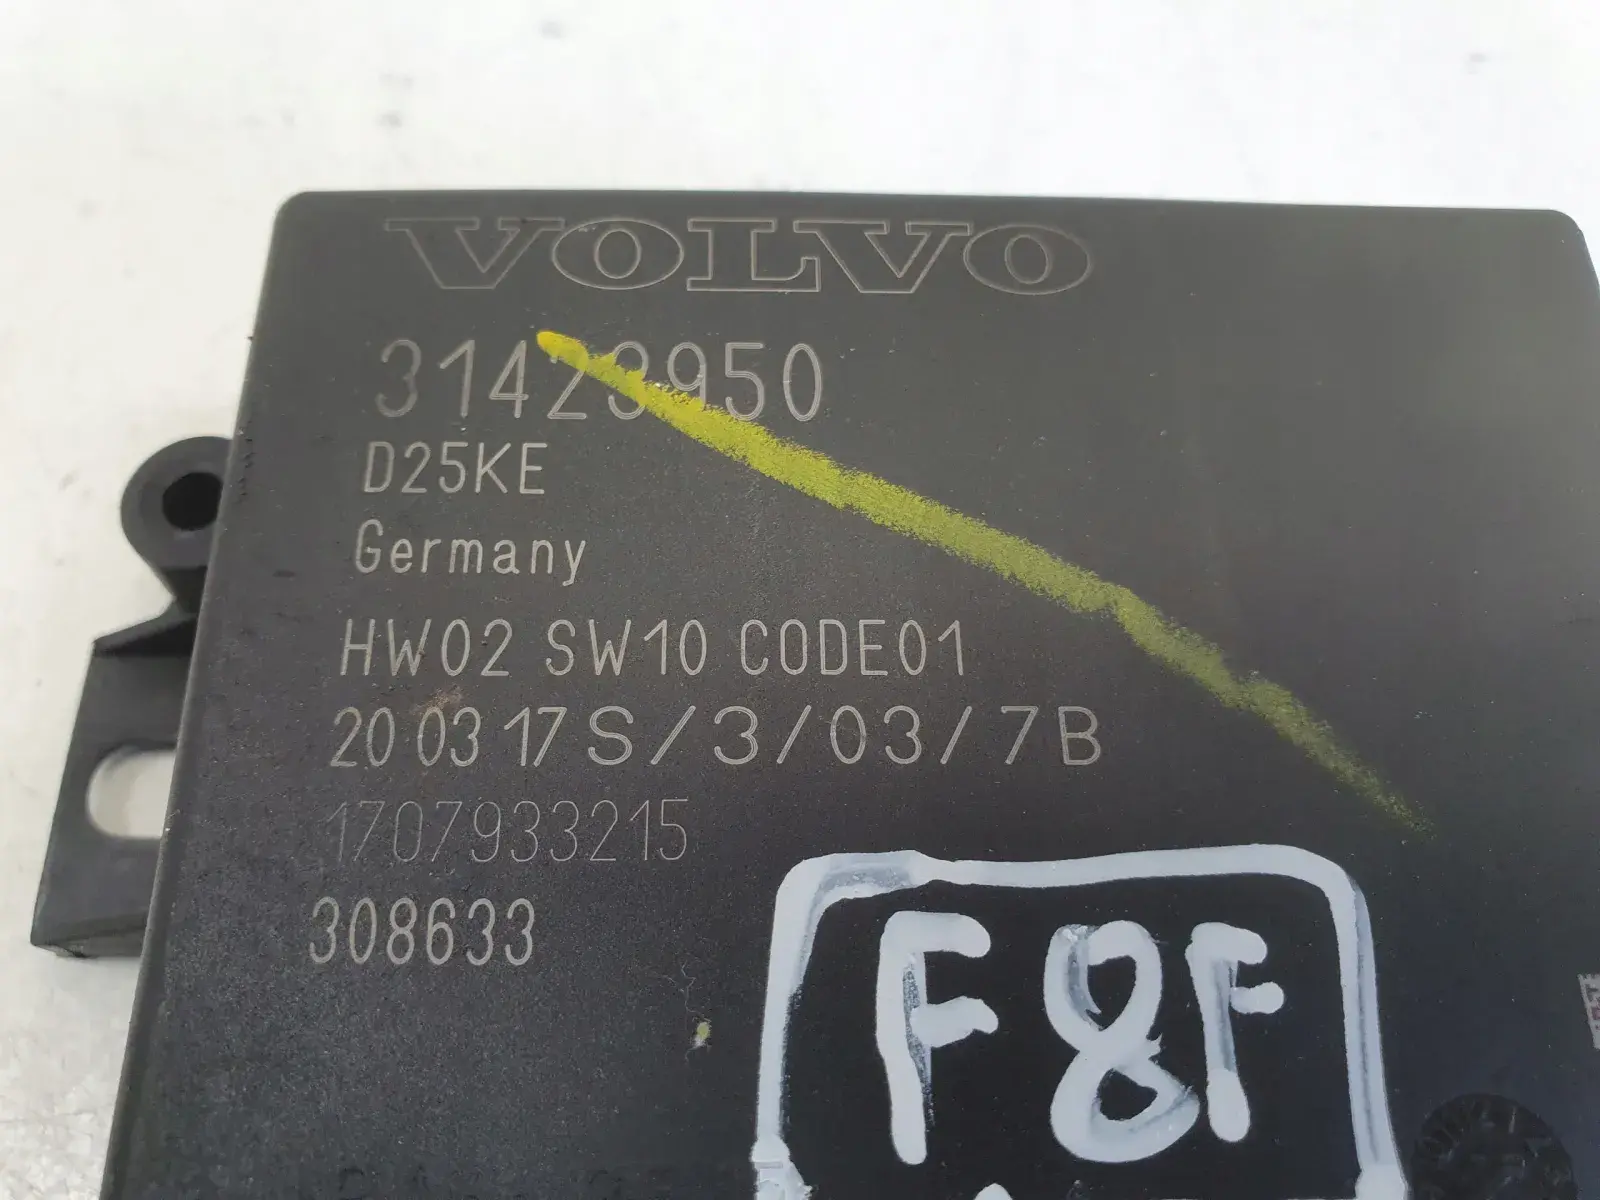 VOLVO
31423950
D25KE
Germany
HW02 SW10 CODE01
20 03 17 S/3/03/7B
1707933215
308633
F8F